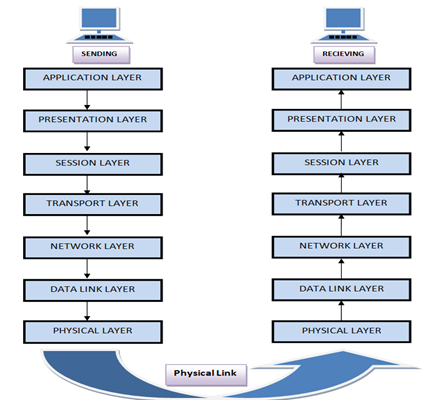 SENDING
RECIEVING
APPLICATION LAYER
APPLICATION LAYER
PRESENTATION LAYER
PRESENTATION LAYER
SESSION LAYER
SESSION LAYER
TRANSPORT LAYER
TRANSPORT LAYER
NETWORK LAYER
NETWORK LAYER
DATA LINK LAYER
DATA LINK LAYER
PHYSICAL LAYER
PHYSICAL LAYER
Physical Link